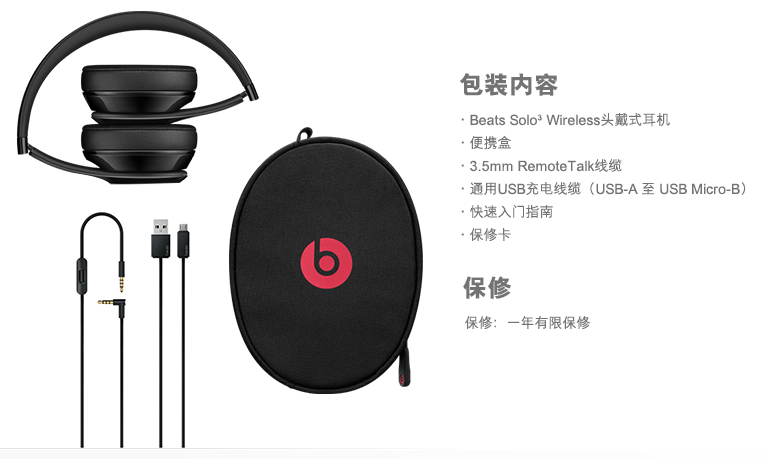 包装内容
· Beats Solo³ Wireless头戴式耳机
· 便携盒
· 3.5mm RemoteTalk线缆
· 通用USB充电线缆（USB-A 至 USB Micro-B）
· 快速入门指南
· 保修卡
保修
保修：一年有限保修